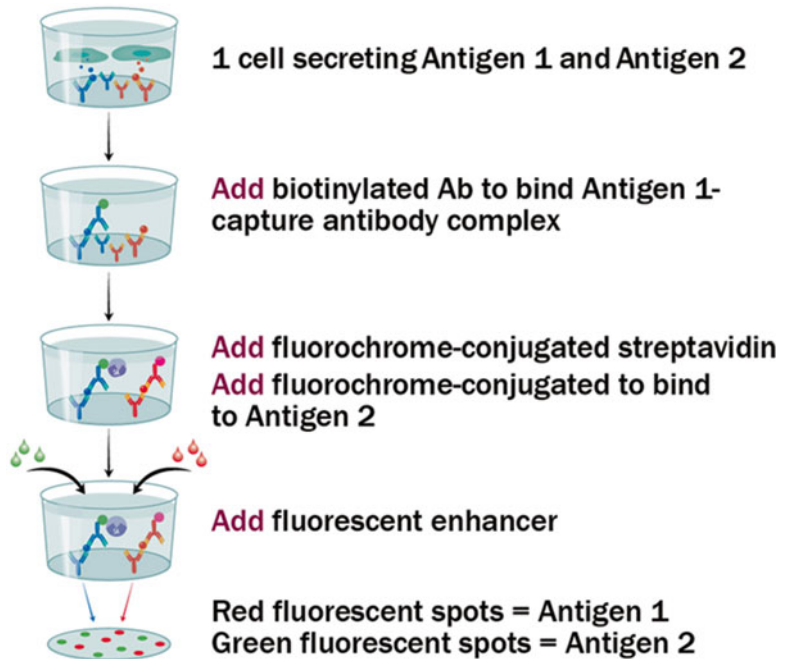 1 cell secreting Antigen 1 and Antigen 2
Add biotinylated Ab to bind Antigen 1-
capture antibody complex
Add fluorochrome-conjugated streptavidin
Add fluorochrome-conjugated to bind
to Antigen 2
Add fluorescent enhancer
Red fluorescent spots = Antigen 1
Green fluorescent spots = Antigen 2